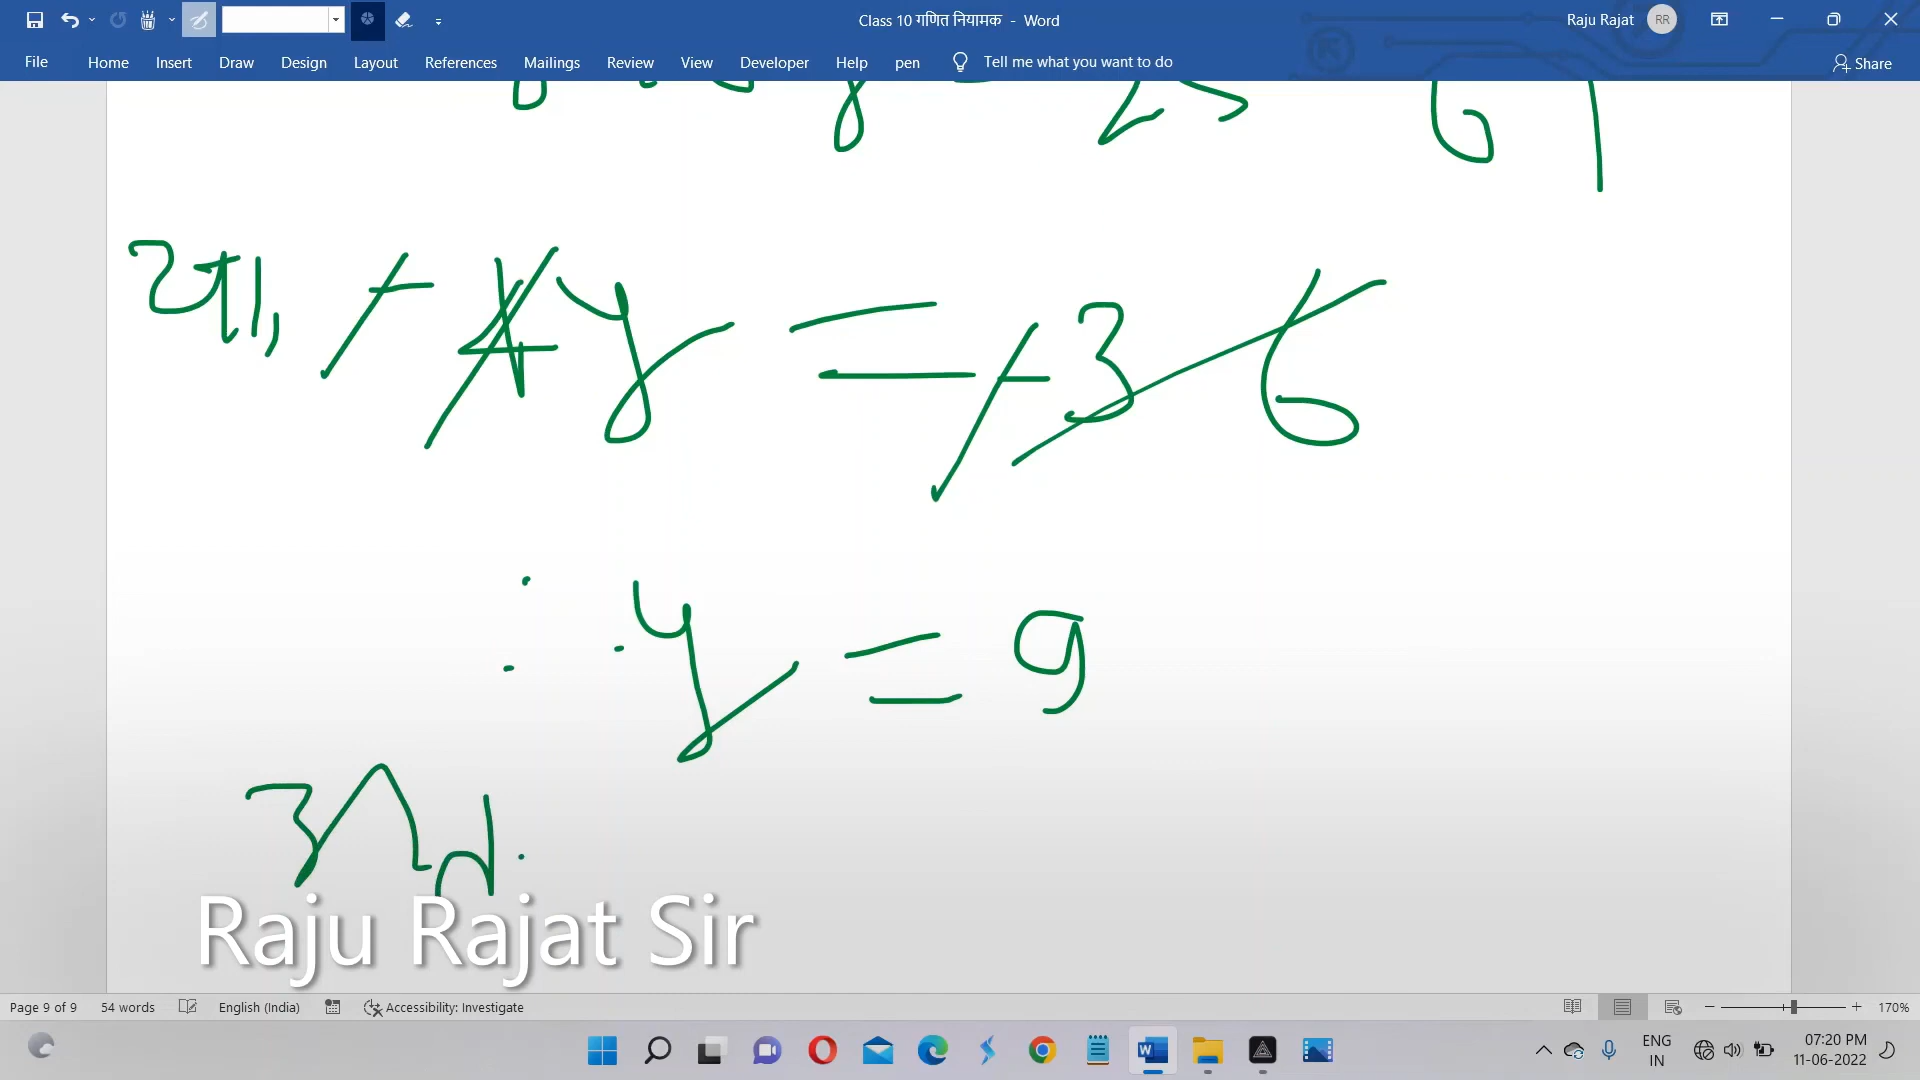 Class 10 गणित नियामक - Word
Raju Rajat RR
File Home Insert Draw Design Layout References Mailings Review View Developer Help pen Tell me what you want to do Share
या, -4y = -36
∴ y = 9
Raju Rajat Sir
Page 9 of 9 54 words English (India) Accessibility: Investigate 170%
ENG 07:20 PM
IN 11-06-2022